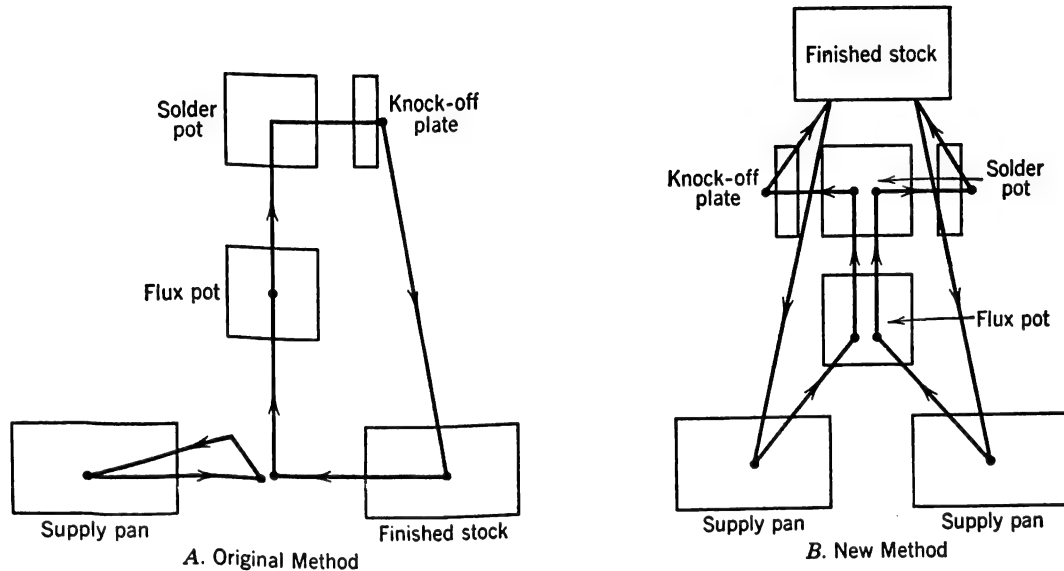 Solder
pot
Knock-off
plate
Flux pot
Supply pan
Finished stock
A. Original Method
Finished stock
Knock-off
plate
Solder
pot
Flux pot
Supply pan
Supply pan
B. New Method